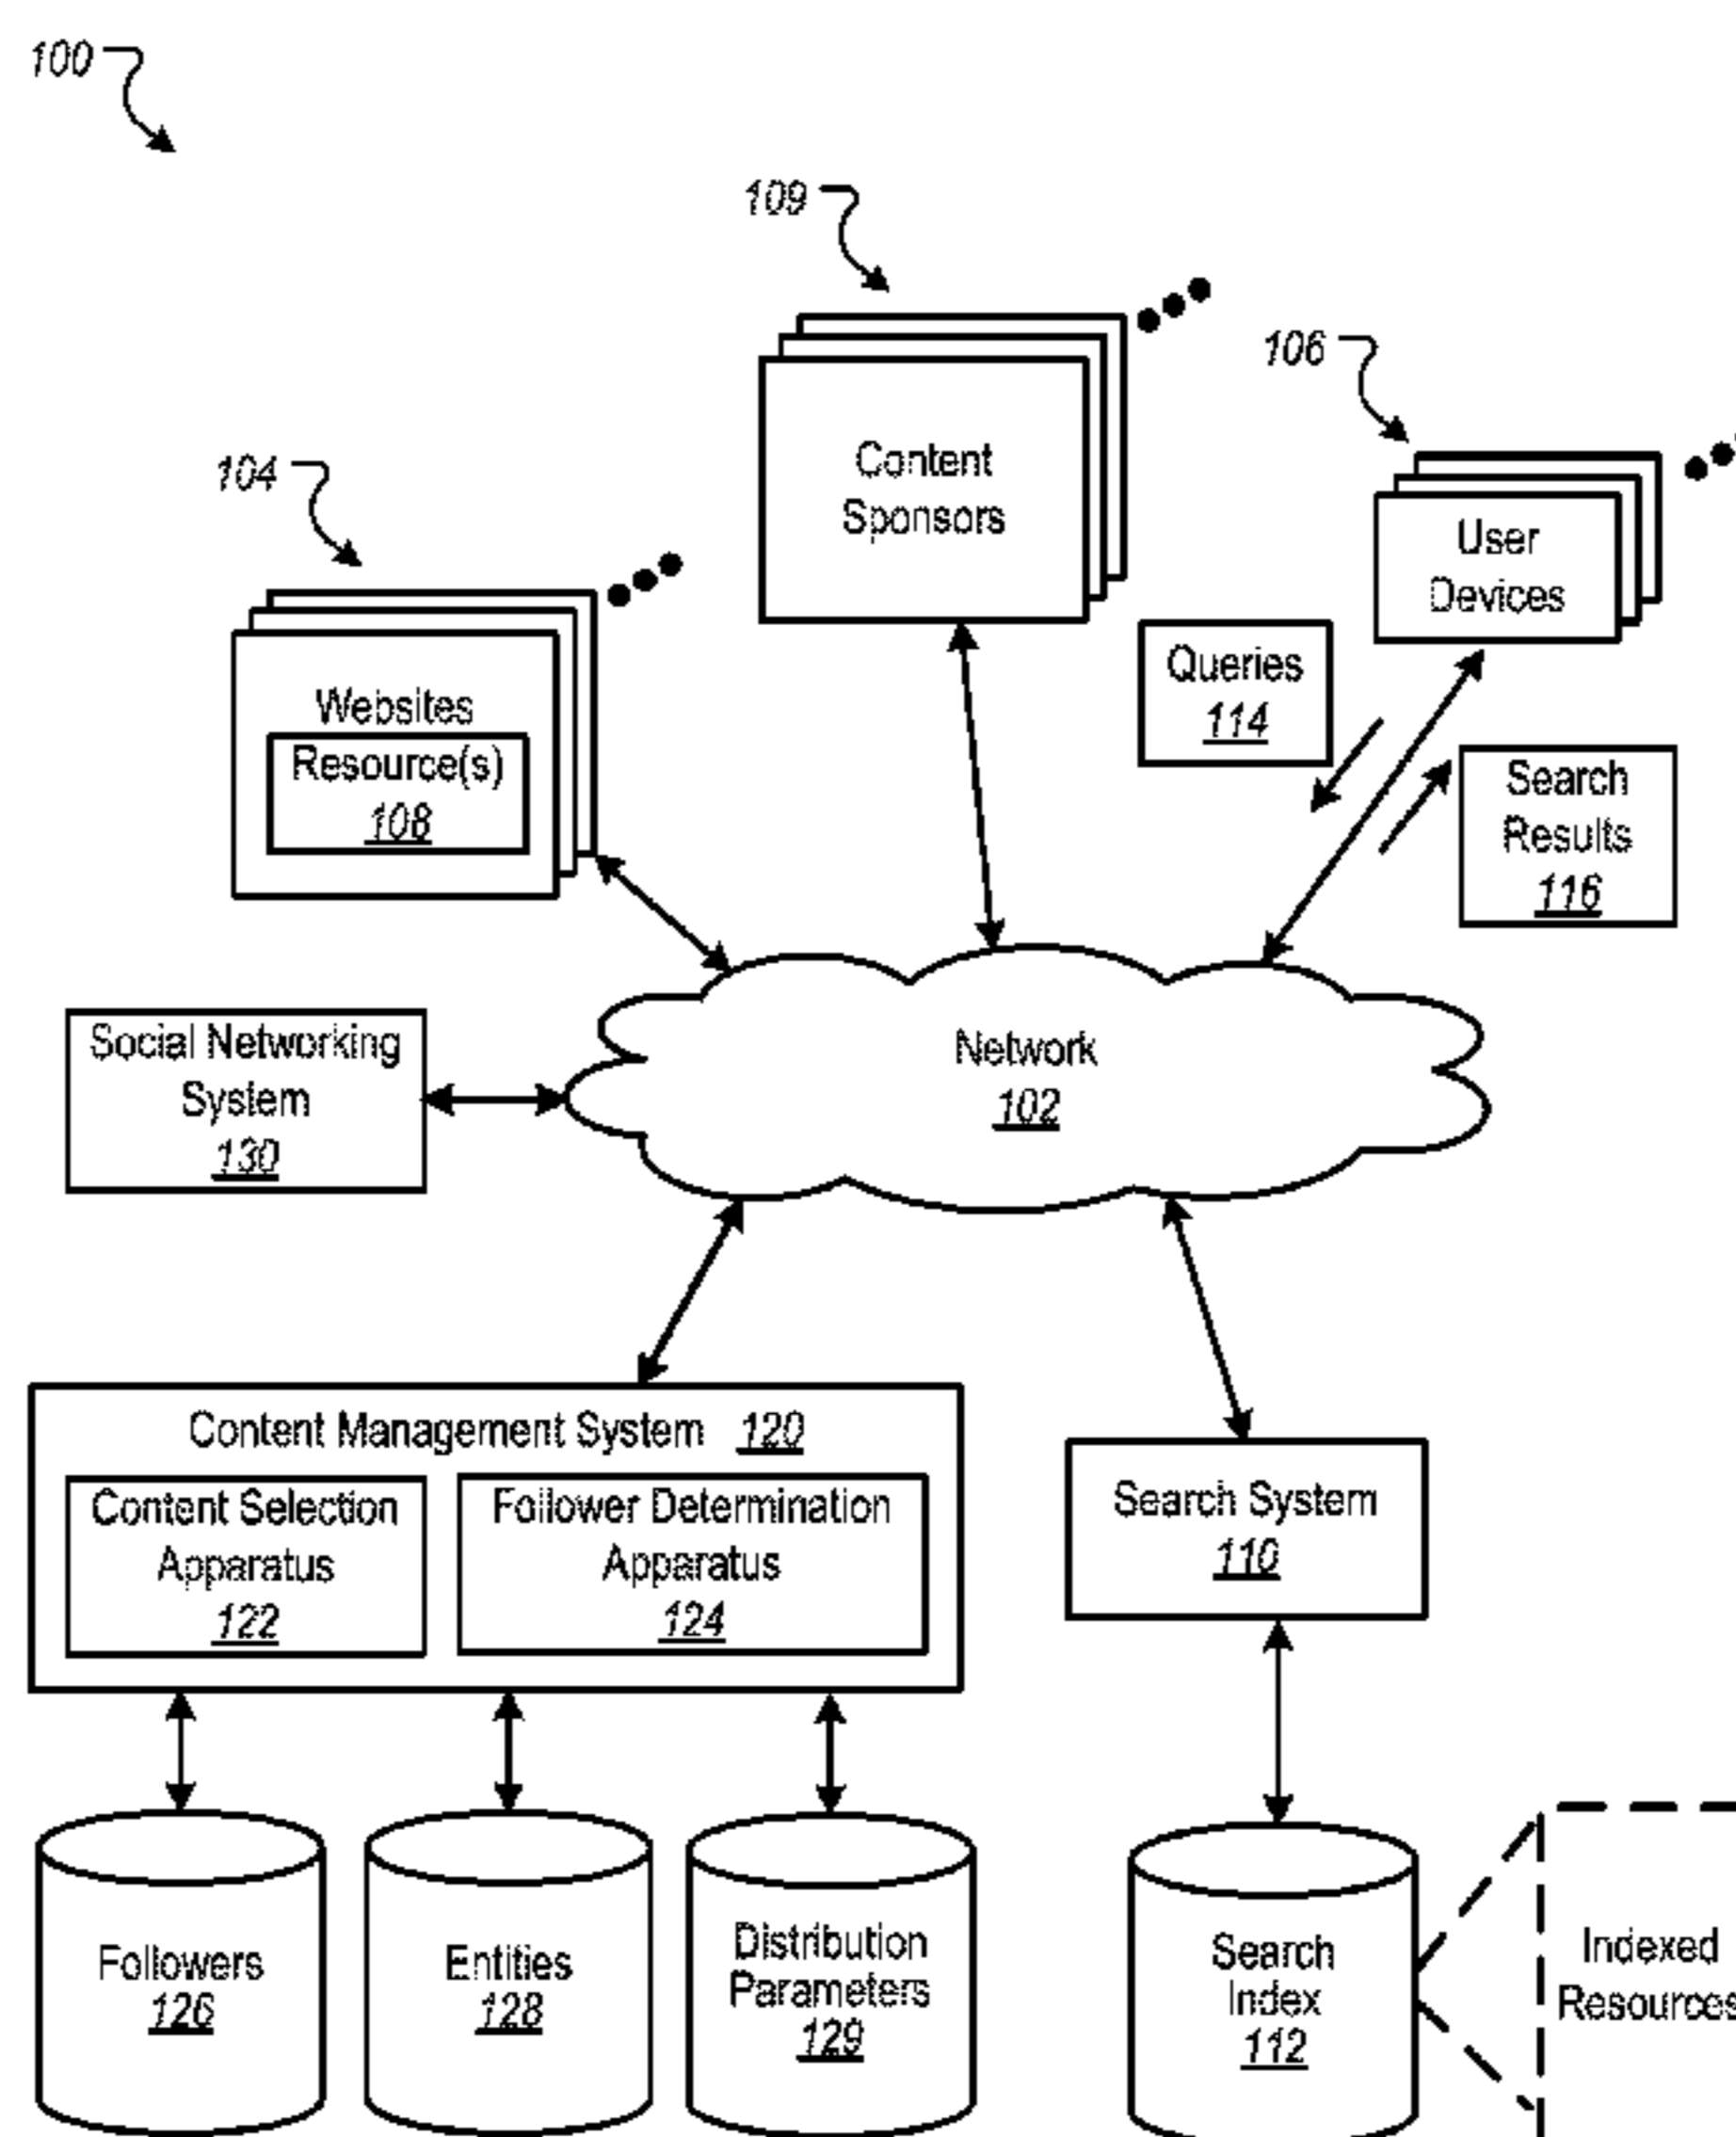 100
109
106
104
Content
Sponsors
User
Devices
Queries
114
Websites
Resource(s)
108
Search
Results
116
Social Networking
System
130
Network
102
Content Management System 120
Content Selection
Apparatus
122
Follower Determination
Apparatus
124
Search System
110
Followers
126
Entities
128
Distribution
Parameters
129
Search
Index
112
Indexed
Resources